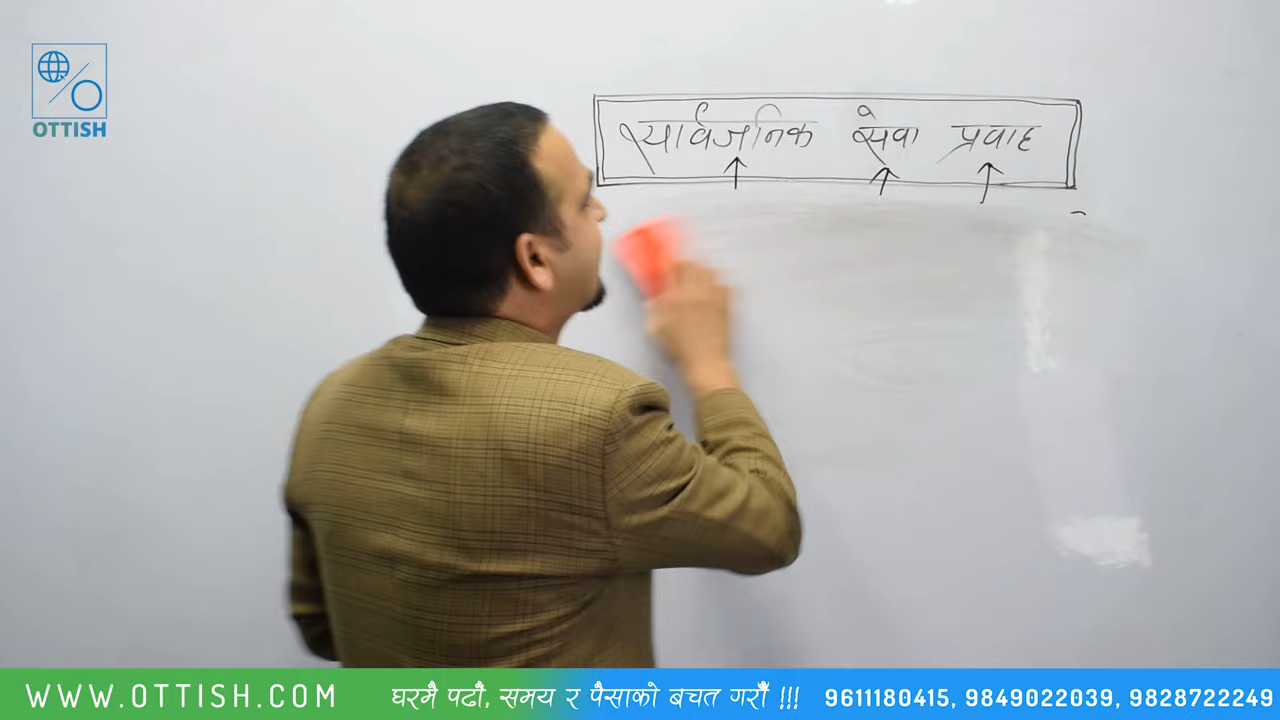 OTTISH
सार्वजनिक सेवा प्रवाह
WWW.OTTISH.COM
घरमै पढौं, समय र पैसाको बचत गरौं !!!
9611180415, 9849022039, 9828722249